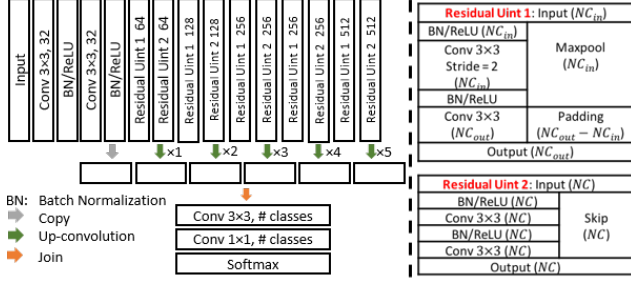 Input
Conv 3×3, 32
BN/ReLU
Conv 3×3, 32
BN/ReLU
Residual Uint 1 64
Residual Uint 2 64
Residual Uint 1 128
Residual Uint 2 128
Residual Uint 1 256
Residual Uint 2 256
Residual Uint 1 256
Residual Uint 2 256
Residual Uint 1 512
Residual Uint 2 512
×1
×2
×3
×4
×5
BN: Batch Normalization
Copy
Up-convolution
Join
Conv 3×3, # classes
Conv 1×1, # classes
Softmax
Residual Uint 1: Input (NC_in)
BN/ReLU (NC_in)
Conv 3×3
Stride = 2
(NC_in)
BN/ReLU
Conv 3×3
(NC_out)
Maxpool
(NC_in)
Padding
(NC_out − NC_in)
Output (NC_out)
Residual Uint 2: Input (NC)
BN/ReLU (NC)
Conv 3×3 (NC)
BN/ReLU (NC)
Conv 3×3 (NC)
Skip
(NC)
Output (NC)